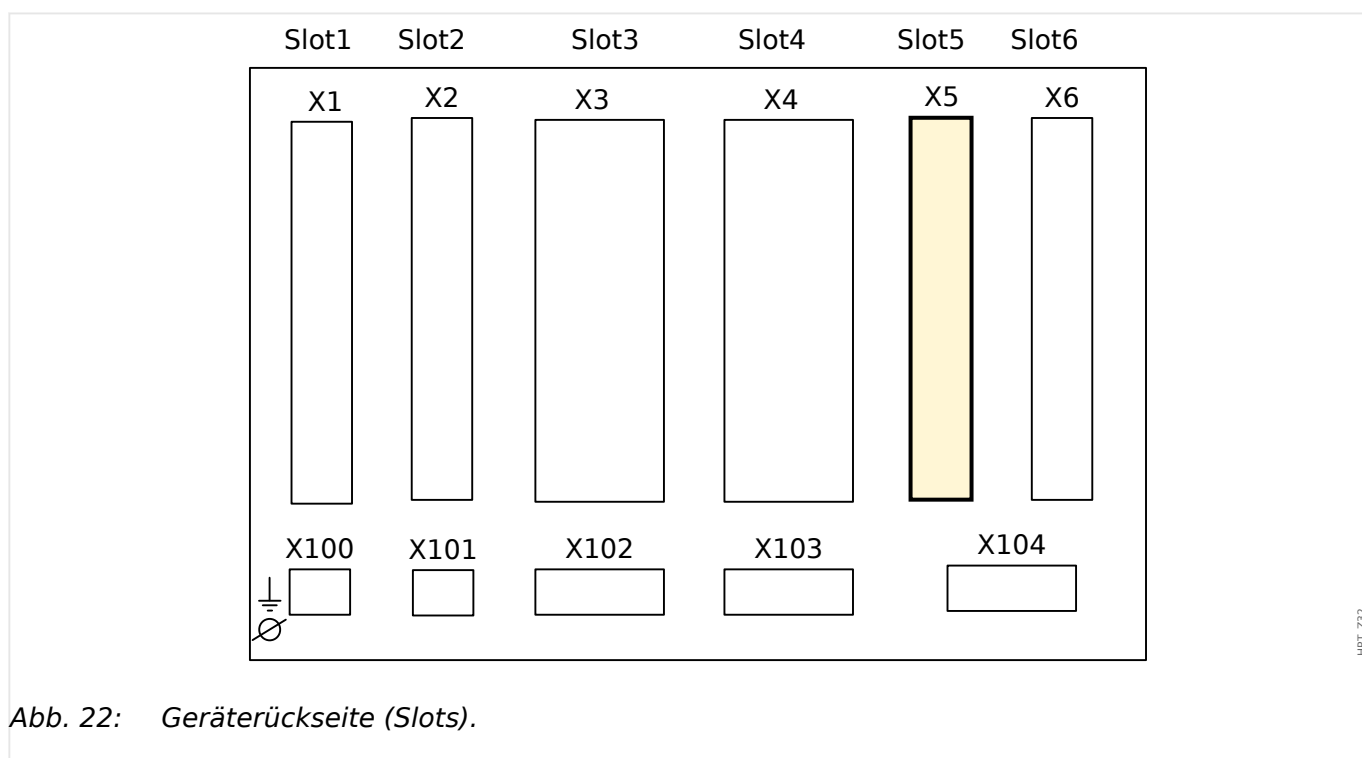 Slot1 Slot2 Slot3 Slot4 Slot5 Slot6
X1 X2 X3 X4 X5 X6
X100 X101 X102 X103 X104
Abb. 22: Geräterückseite (Slots).